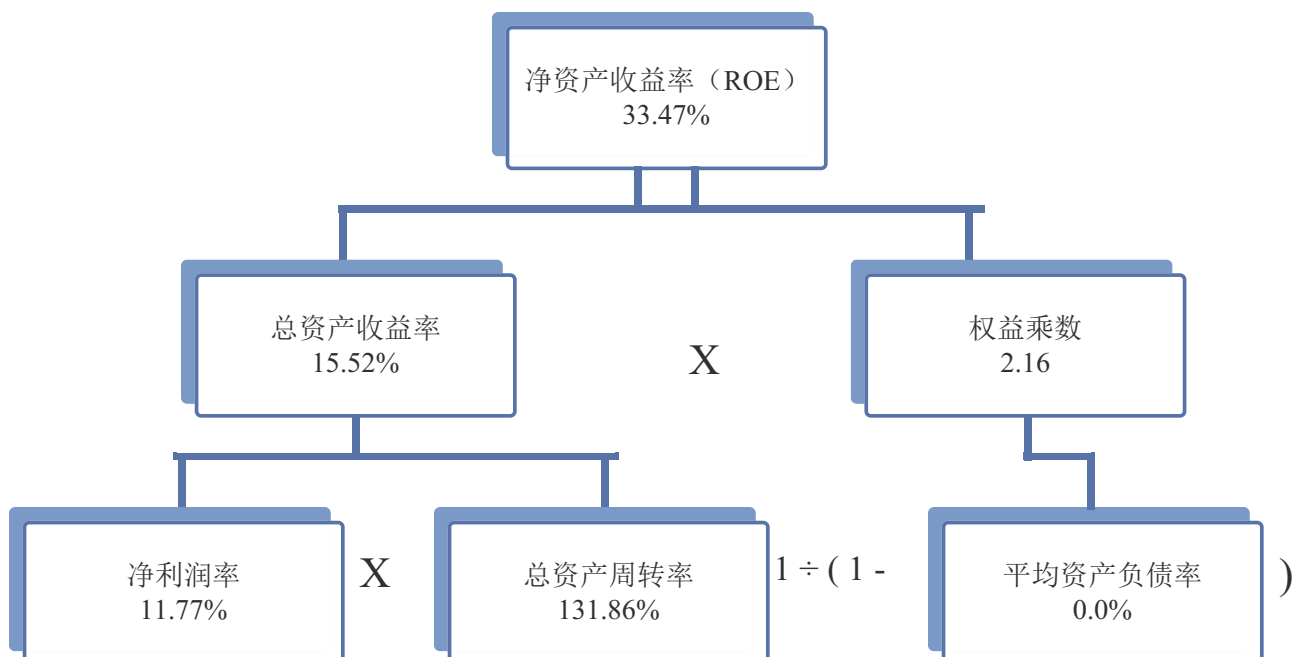 净资产收益率（ROE）
33.47%
总资产收益率
15.52%
X
权益乘数
2.16
净利润率
11.77%
X
总资产周转率
131.86%
1 ÷ ( 1 -
平均资产负债率
0.0%
)